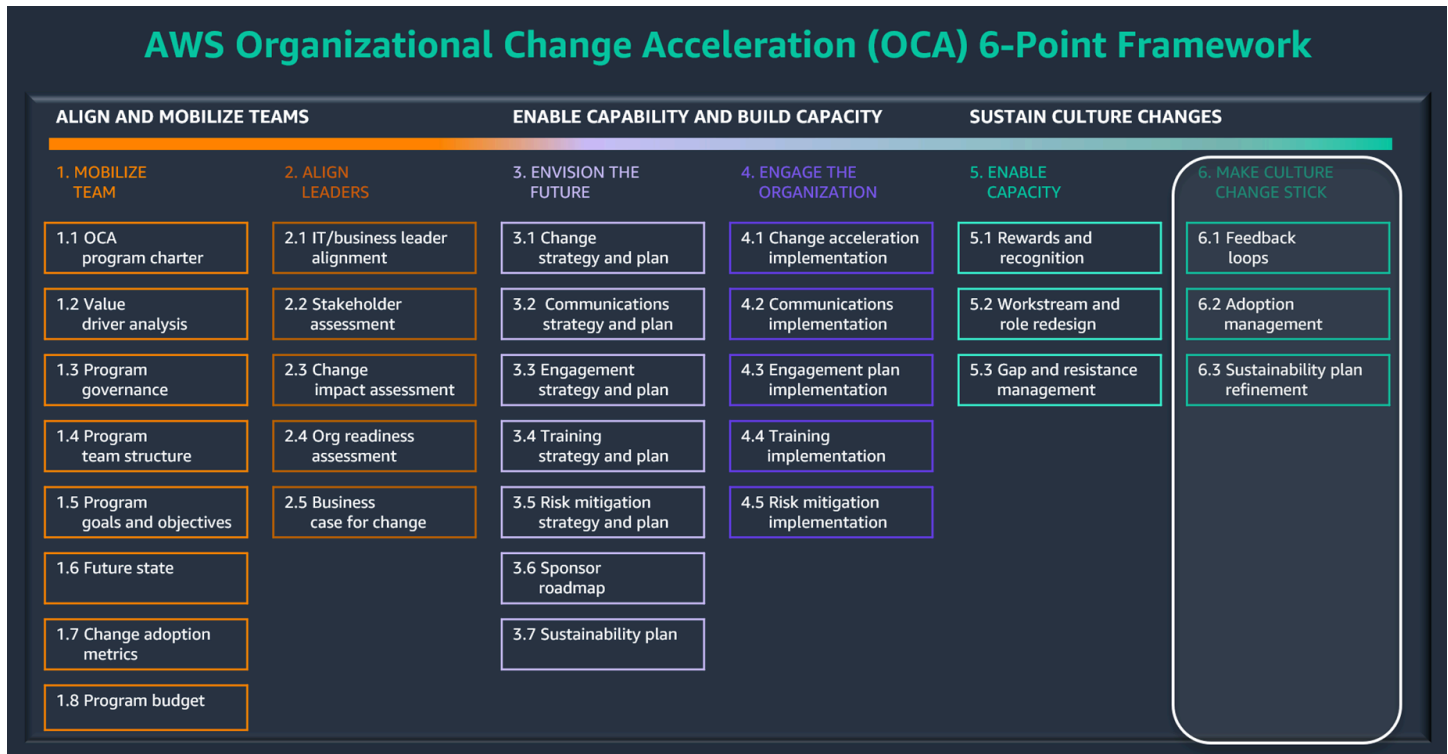 AWS Organizational Change Acceleration (OCA) 6-Point Framework
ALIGN AND MOBILIZE TEAMS
ENABLE CAPABILITY AND BUILD CAPACITY
SUSTAIN CULTURE CHANGES
1. MOBILIZE
TEAM
1.1 OCA
program charter
1.2 Value
driver analysis
1.3 Program
governance
1.4 Program
team structure
1.5 Program
goals and objectives
1.6 Future state
1.7 Change adoption
metrics
1.8 Program budget
2. ALIGN
LEADERS
2.1 IT/business leader
alignment
2.2 Stakeholder
assessment
2.3 Change
impact assessment
2.4 Org readiness
assessment
2.5 Business
case for change
3. ENVISION THE
FUTURE
3.1 Change
strategy and plan
3.2 Communications
strategy and plan
3.3 Engagement
strategy and plan
3.4 Training
strategy and plan
3.5 Risk mitigation
strategy and plan
3.6 Sponsor
roadmap
3.7 Sustainability plan
4. ENGAGE THE
ORGANIZATION
4.1 Change acceleration
implementation
4.2 Communications
implementation
4.3 Engagement plan
implementation
4.4 Training
implementation
4.5 Risk mitigation
implementation
5. ENABLE
CAPACITY
5.1 Rewards and
recognition
5.2 Workstream and
role redesign
5.3 Gap and resistance
management
6. MAKE CULTURE
CHANGE STICK
6.1 Feedback
loops
6.2 Adoption
management
6.3 Sustainability plan
refinement